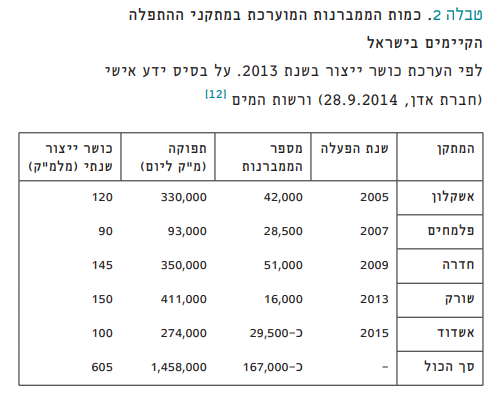 טבלה 2. כמות הממברנות המוערכת במתקני ההתפלה
הקיימים בישראל
לפי הערכת כושר ייצור בשנת 2013. על בסיס ידע אישי
(חברת אדן, 28.9.2014) ורשות המים [12]
המתקן שנת הפעלה מספר הממברנות תפוקה (מ"ק ליום) כושר ייצור שנתי (מלמ"ק)
אשקלון 2005 42,000 330,000 120
פלמחים 2007 28,500 93,000 90
חדרה 2009 51,000 350,000 145
שורק 2013 16,000 411,000 150
אשדוד 2015 כ-29,500 274,000 100
סך הכול - כ-167,000 1,458,000 605